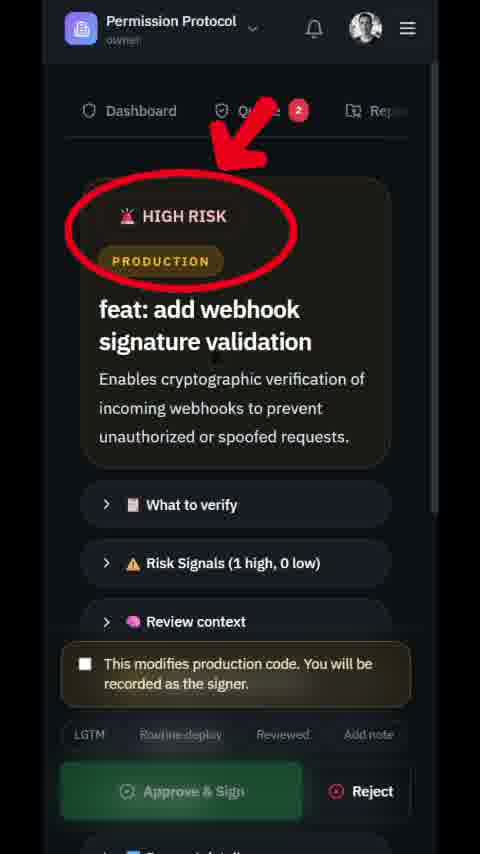 Permission Protocol
owner
Dashboard
2
HIGH RISK
PRODUCTION
feat: add webhook
signature validation
Enables cryptographic verification of
incoming webhooks to prevent
unauthorized or spoofed requests.
What to verify
Risk Signals (1 high, 0 low)
Review context
This modifies production code. You will be
recorded as the signer.
LGTM
Routine deploy
Reviewed
Add note
Approve & Sign
Reject